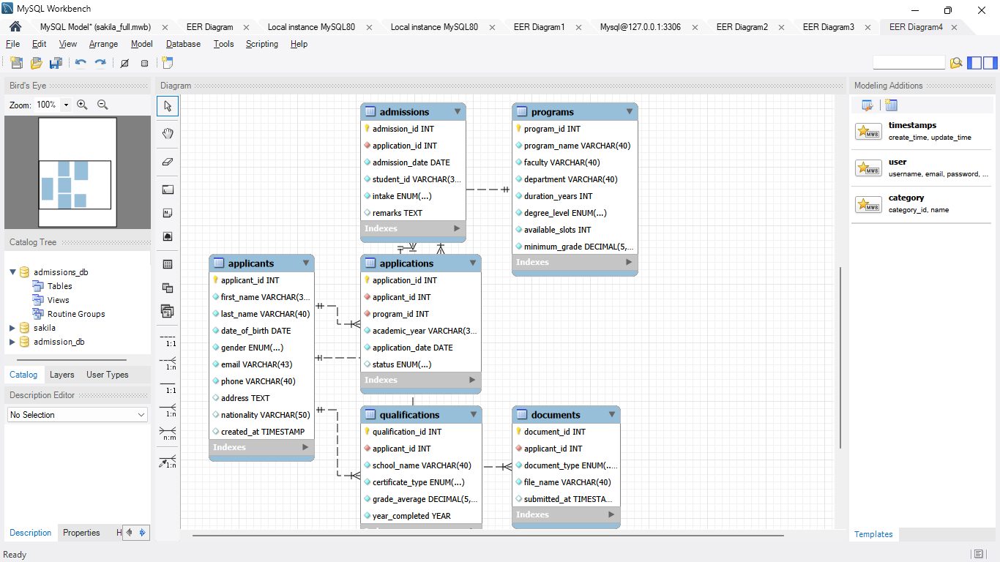 MySQL Workbench
MySQL Model* (sakila_full.mwb)
EER Diagram
Local instance MySQL80
Local instance MySQL80
EER Diagram1
Mysql@127.0.0.1:3306
EER Diagram2
EER Diagram3
EER Diagram4
File Edit View Arrange Model Database Tools Scripting Help
Bird's Eye
Zoom: 100%
Catalog Tree
admissions_db
Tables
Views
Routine Groups
sakila
admission_db
Catalog Layers User Types
Description Editor
No Selection
Description Properties H
Diagram
1:1
1:n
1:1
1:n
n:m
1:n
admissions
admission_id INT
application_id INT
admission_date DATE
student_id VARCHAR(3...
intake ENUM(...)
remarks TEXT
Indexes
programs
program_id INT
program_name VARCHAR(40)
faculty VARCHAR(40)
department VARCHAR(40)
duration_years INT
degree_level ENUM(...)
available_slots INT
minimum_grade DECIMAL(5,...
Indexes
applicants
applicant_id INT
first_name VARCHAR(3...
last_name VARCHAR(40)
date_of_birth DATE
gender ENUM(...)
email VARCHAR(43)
phone VARCHAR(40)
address TEXT
nationality VARCHAR(50)
created_at TIMESTAMP
Indexes
applications
application_id INT
applicant_id INT
program_id INT
academic_year VARCHAR(3...
application_date DATE
status ENUM(...)
Indexes
qualifications
qualification_id INT
applicant_id INT
school_name VARCHAR(40)
certificate_type ENUM(...)
grade_average DECIMAL(5,...
year_completed YEAR
documents
document_id INT
applicant_id INT
document_type ENUM(.....
file_name VARCHAR(40)
submitted_at TIMESTA...
Indexes
Modeling Additions
MWB
timestamps
create_time, update_time
MWB
user
username, email, password, ...
MWB
category
category_id, name
Templates
Ready